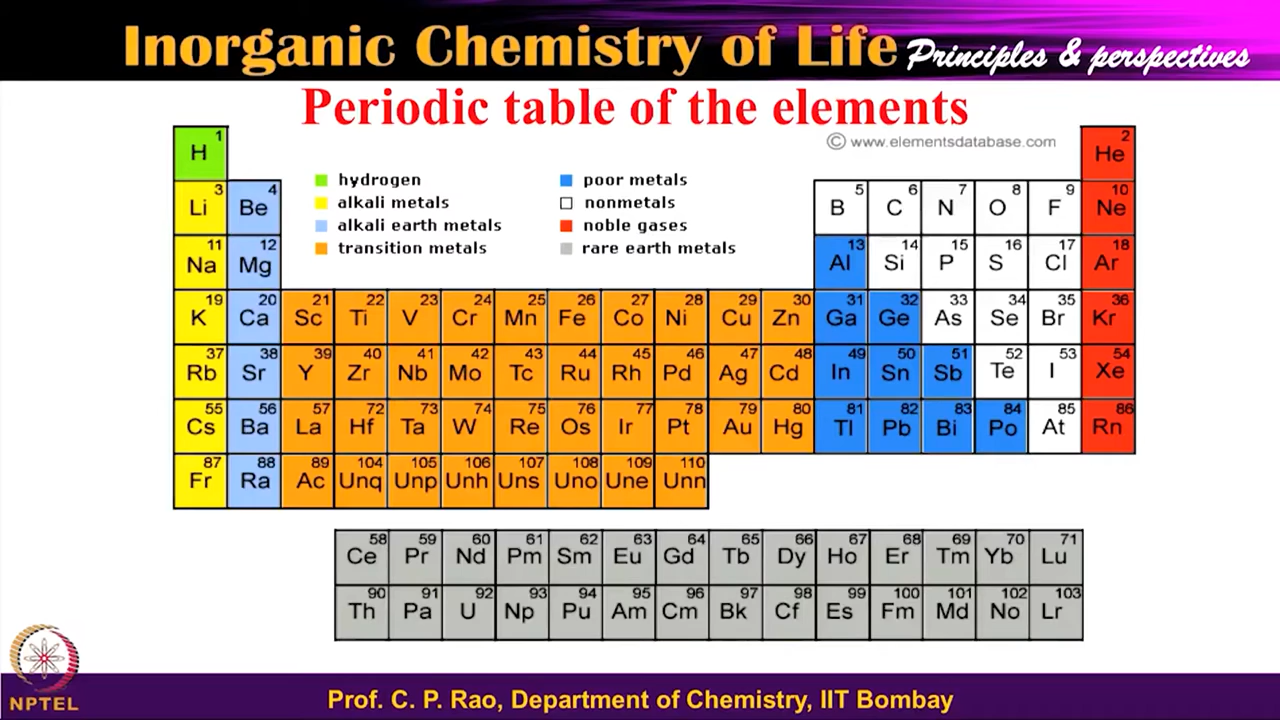 Inorganic Chemistry of Life Principles & perspectives
Periodic table of the elements
© www.elementsdatabase.com
1 2
H He
hydrogen poor metals
alkali metals nonmetals
alkali earth metals noble gases
transition metals rare earth metals
3 4 5 6 7 8 9 10
Li Be B C N O F Ne
11 12 13 14 15 16 17 18
Na Mg Al Si P S Cl Ar
19 20 21 22 23 24 25 26 27 28 29 30 31 32 33 34 35 36
K Ca Sc Ti V Cr Mn Fe Co Ni Cu Zn Ga Ge As Se Br Kr
37 38 39 40 41 42 43 44 45 46 47 48 49 50 51 52 53 54
Rb Sr Y Zr Nb Mo Tc Ru Rh Pd Ag Cd In Sn Sb Te I Xe
55 56 57 72 73 74 75 76 77 78 79 80 81 82 83 84 85 86
Cs Ba La Hf Ta W Re Os Ir Pt Au Hg Tl Pb Bi Po At Rn
87 88 89 104 105 106 107 108 109 110
Fr Ra Ac Unq Unp Unh Uns Uno Une Unn
58 59 60 61 62 63 64 65 66 67 68 69 70 71
Ce Pr Nd Pm Sm Eu Gd Tb Dy Ho Er Tm Yb Lu
90 91 92 93 94 95 96 97 98 99 100 101 102 103
Th Pa U Np Pu Am Cm Bk Cf Es Fm Md No Lr
NPTEL
Prof. C. P. Rao, Department of Chemistry, IIT Bombay